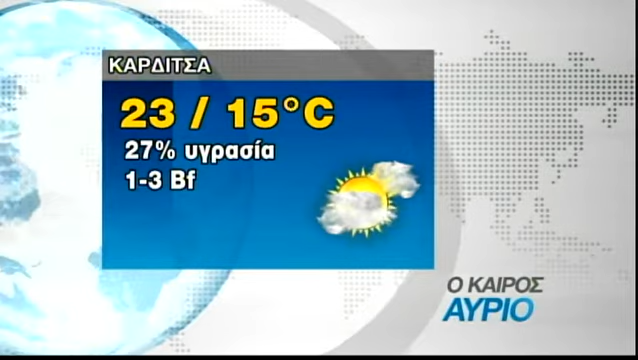 ΚΑΡΔΙΤΣΑ
23 / 15°C
27% υγρασία
1-3 Bf
Ο ΚΑΙΡΟΣ
ΑΥΡΙΟ